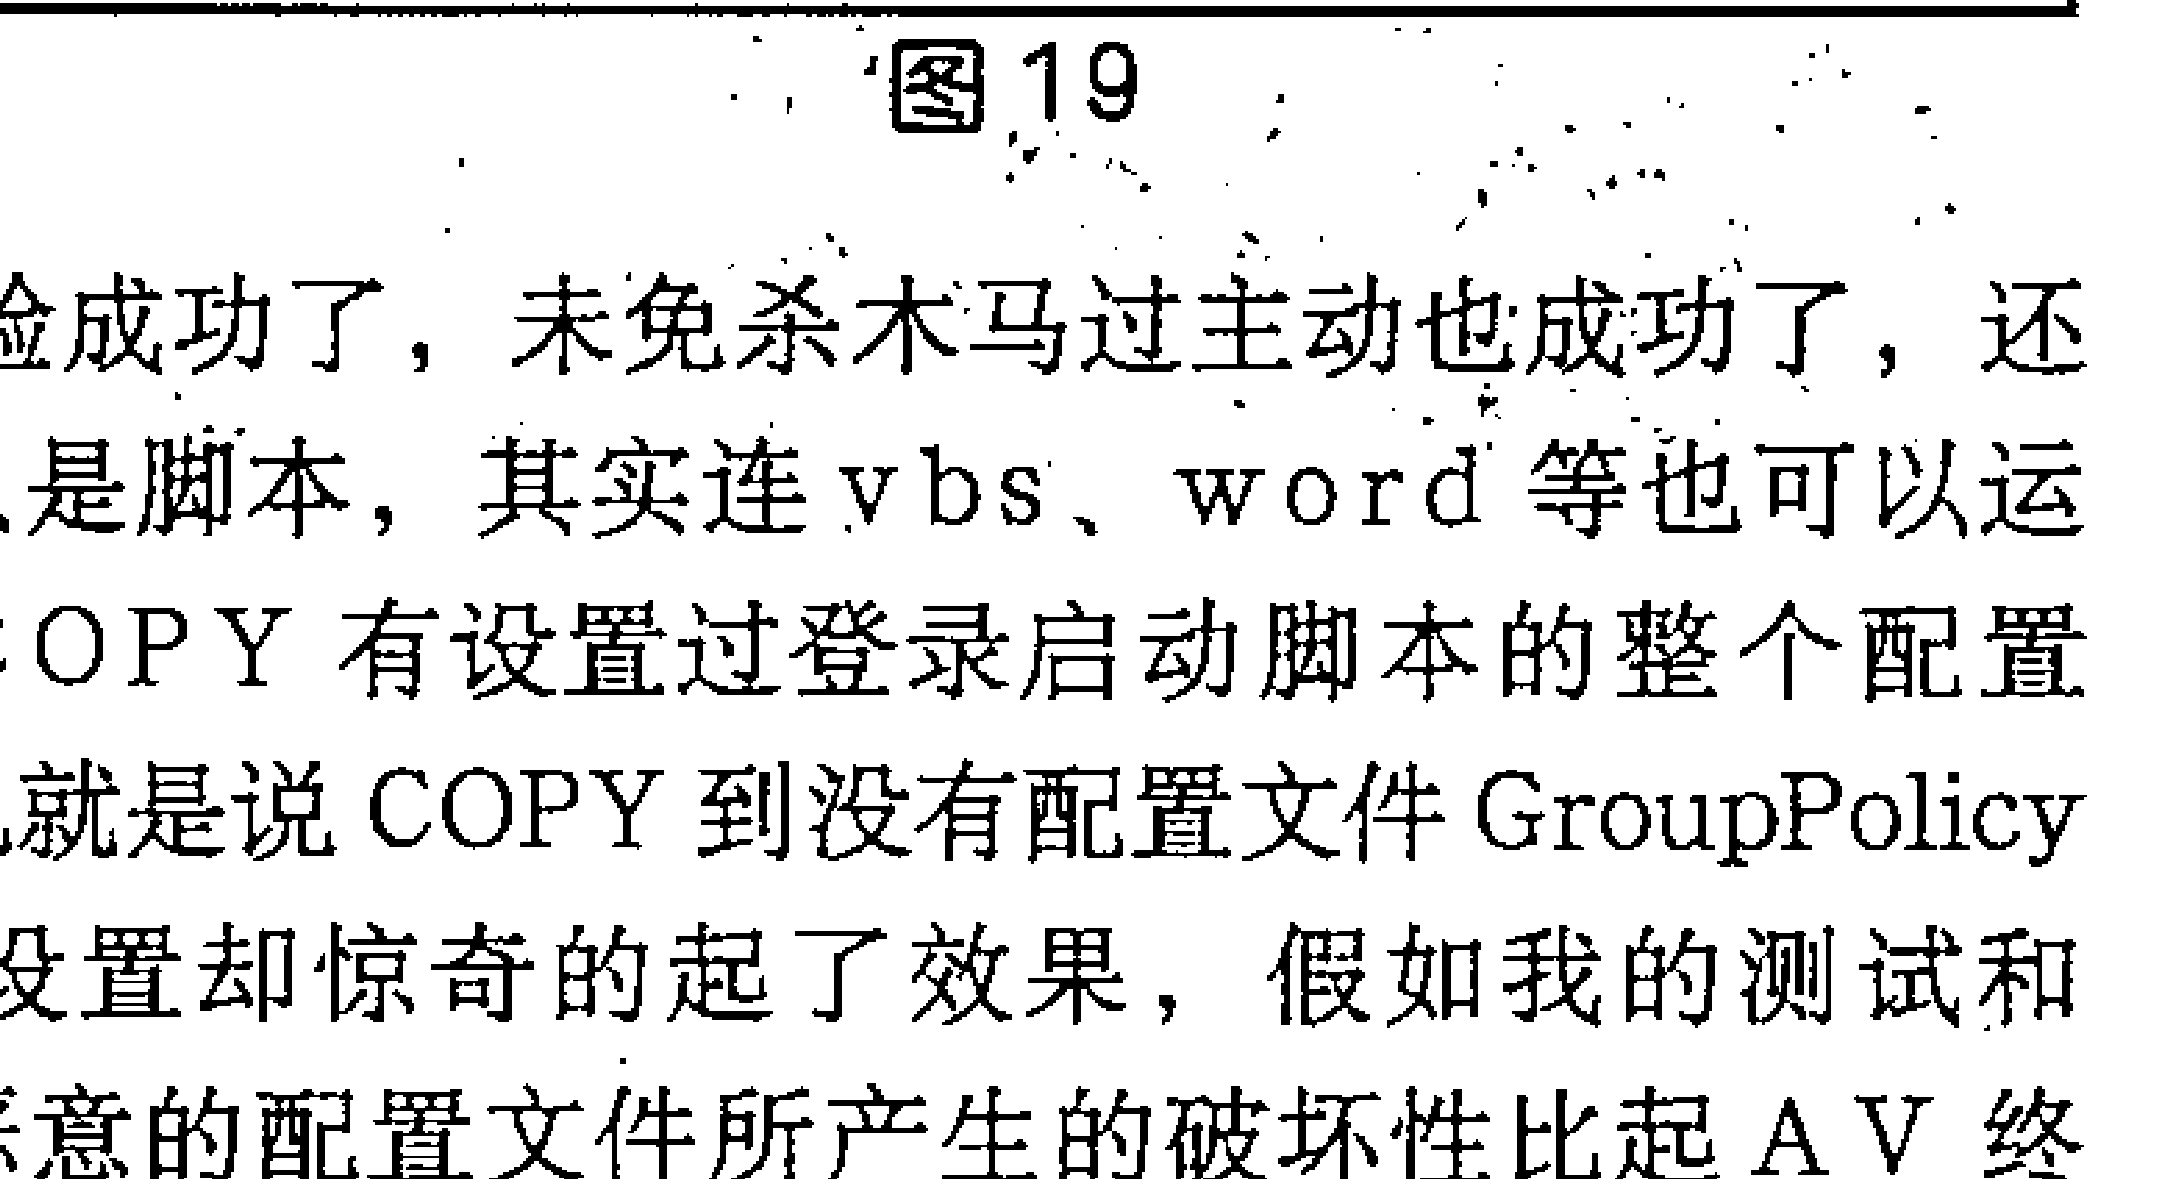 图19
成功了，未免杀木马过主动也成功了，还
是脚本，其实连vbs、word等也可以运
OPY 有设置过登录启动脚本的整个配置
就是说COPY 到没有配置文件GroupPolicy
设置却惊奇的起了效果，假如我的测试和
意的配置文件所产生的破坏性比起AV 终